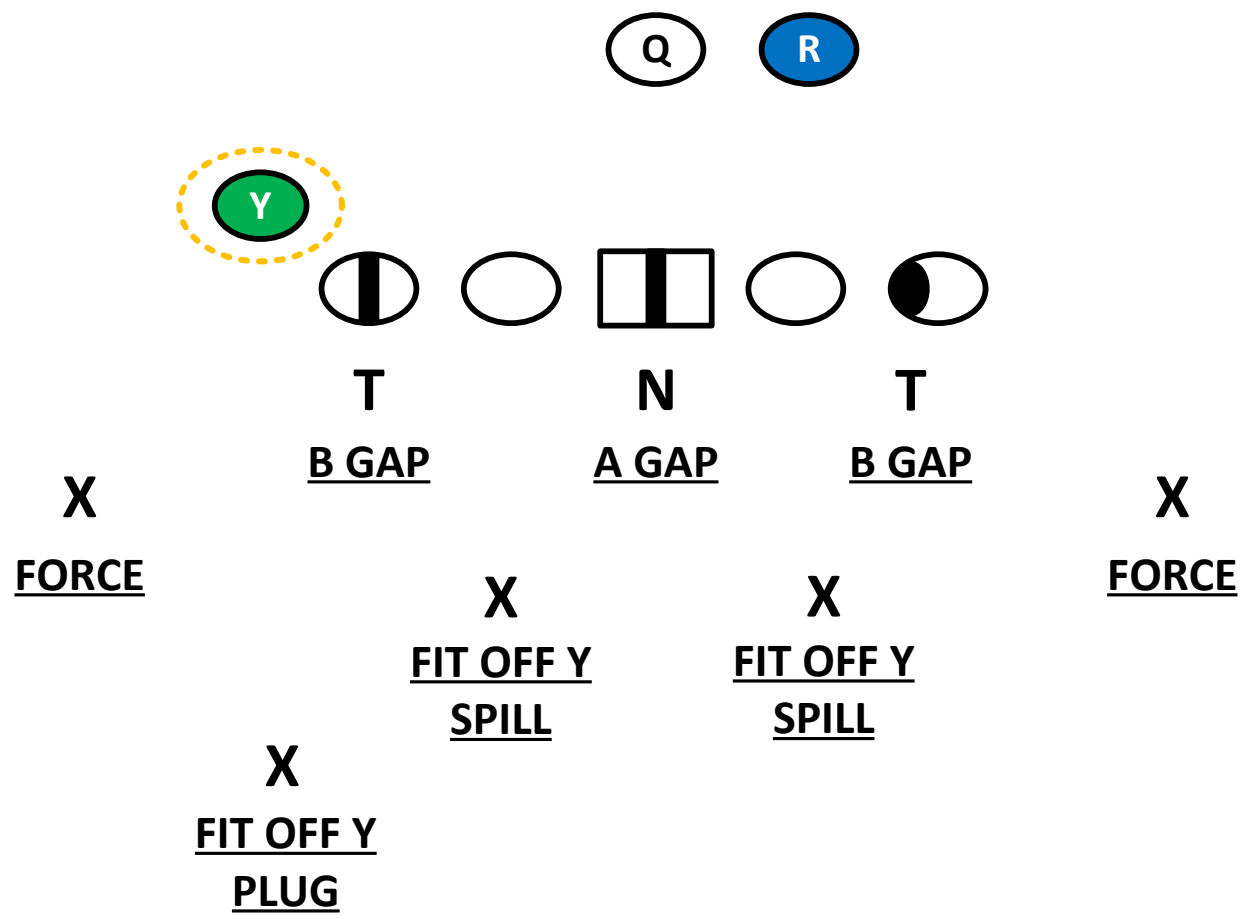 Q R
Y
T N T
B GAP A GAP B GAP
X X
FORCE FORCE
X X
FIT OFF Y FIT OFF Y
SPILL SPILL
X
FIT OFF Y
PLUG